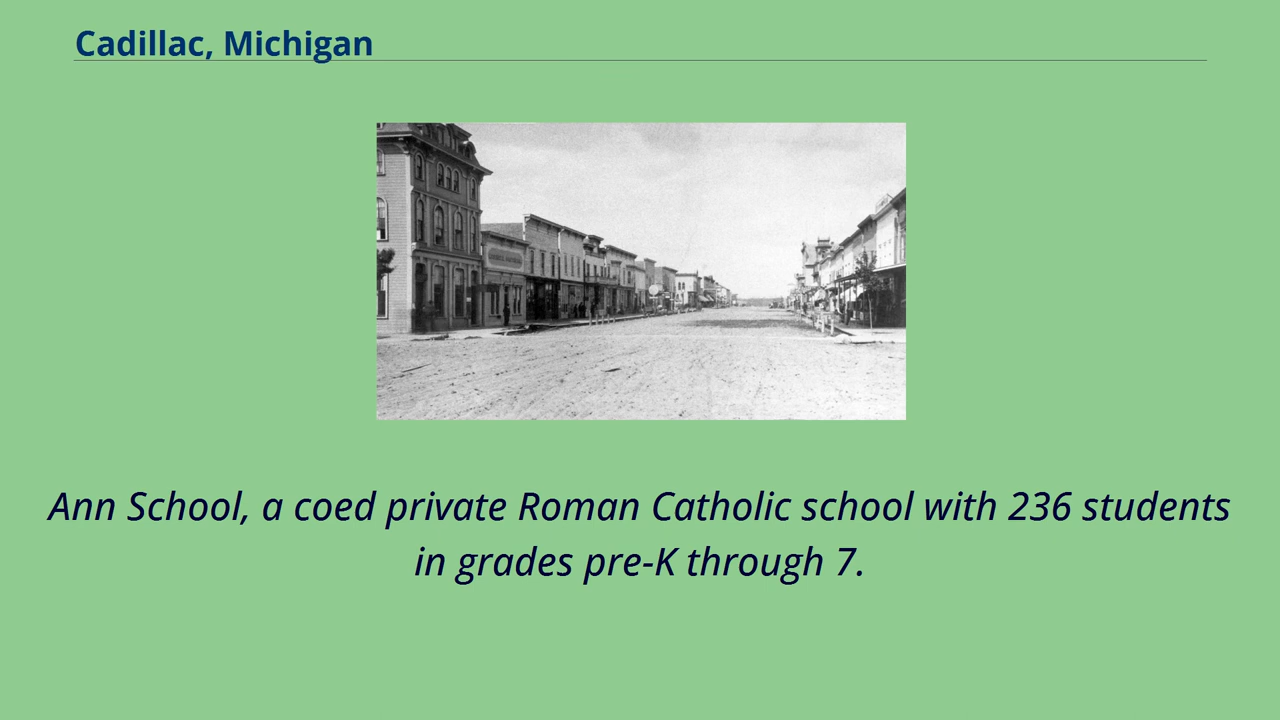 Cadillac, Michigan
Ann School, a coed private Roman Catholic school with 236 students
in grades pre-K through 7.